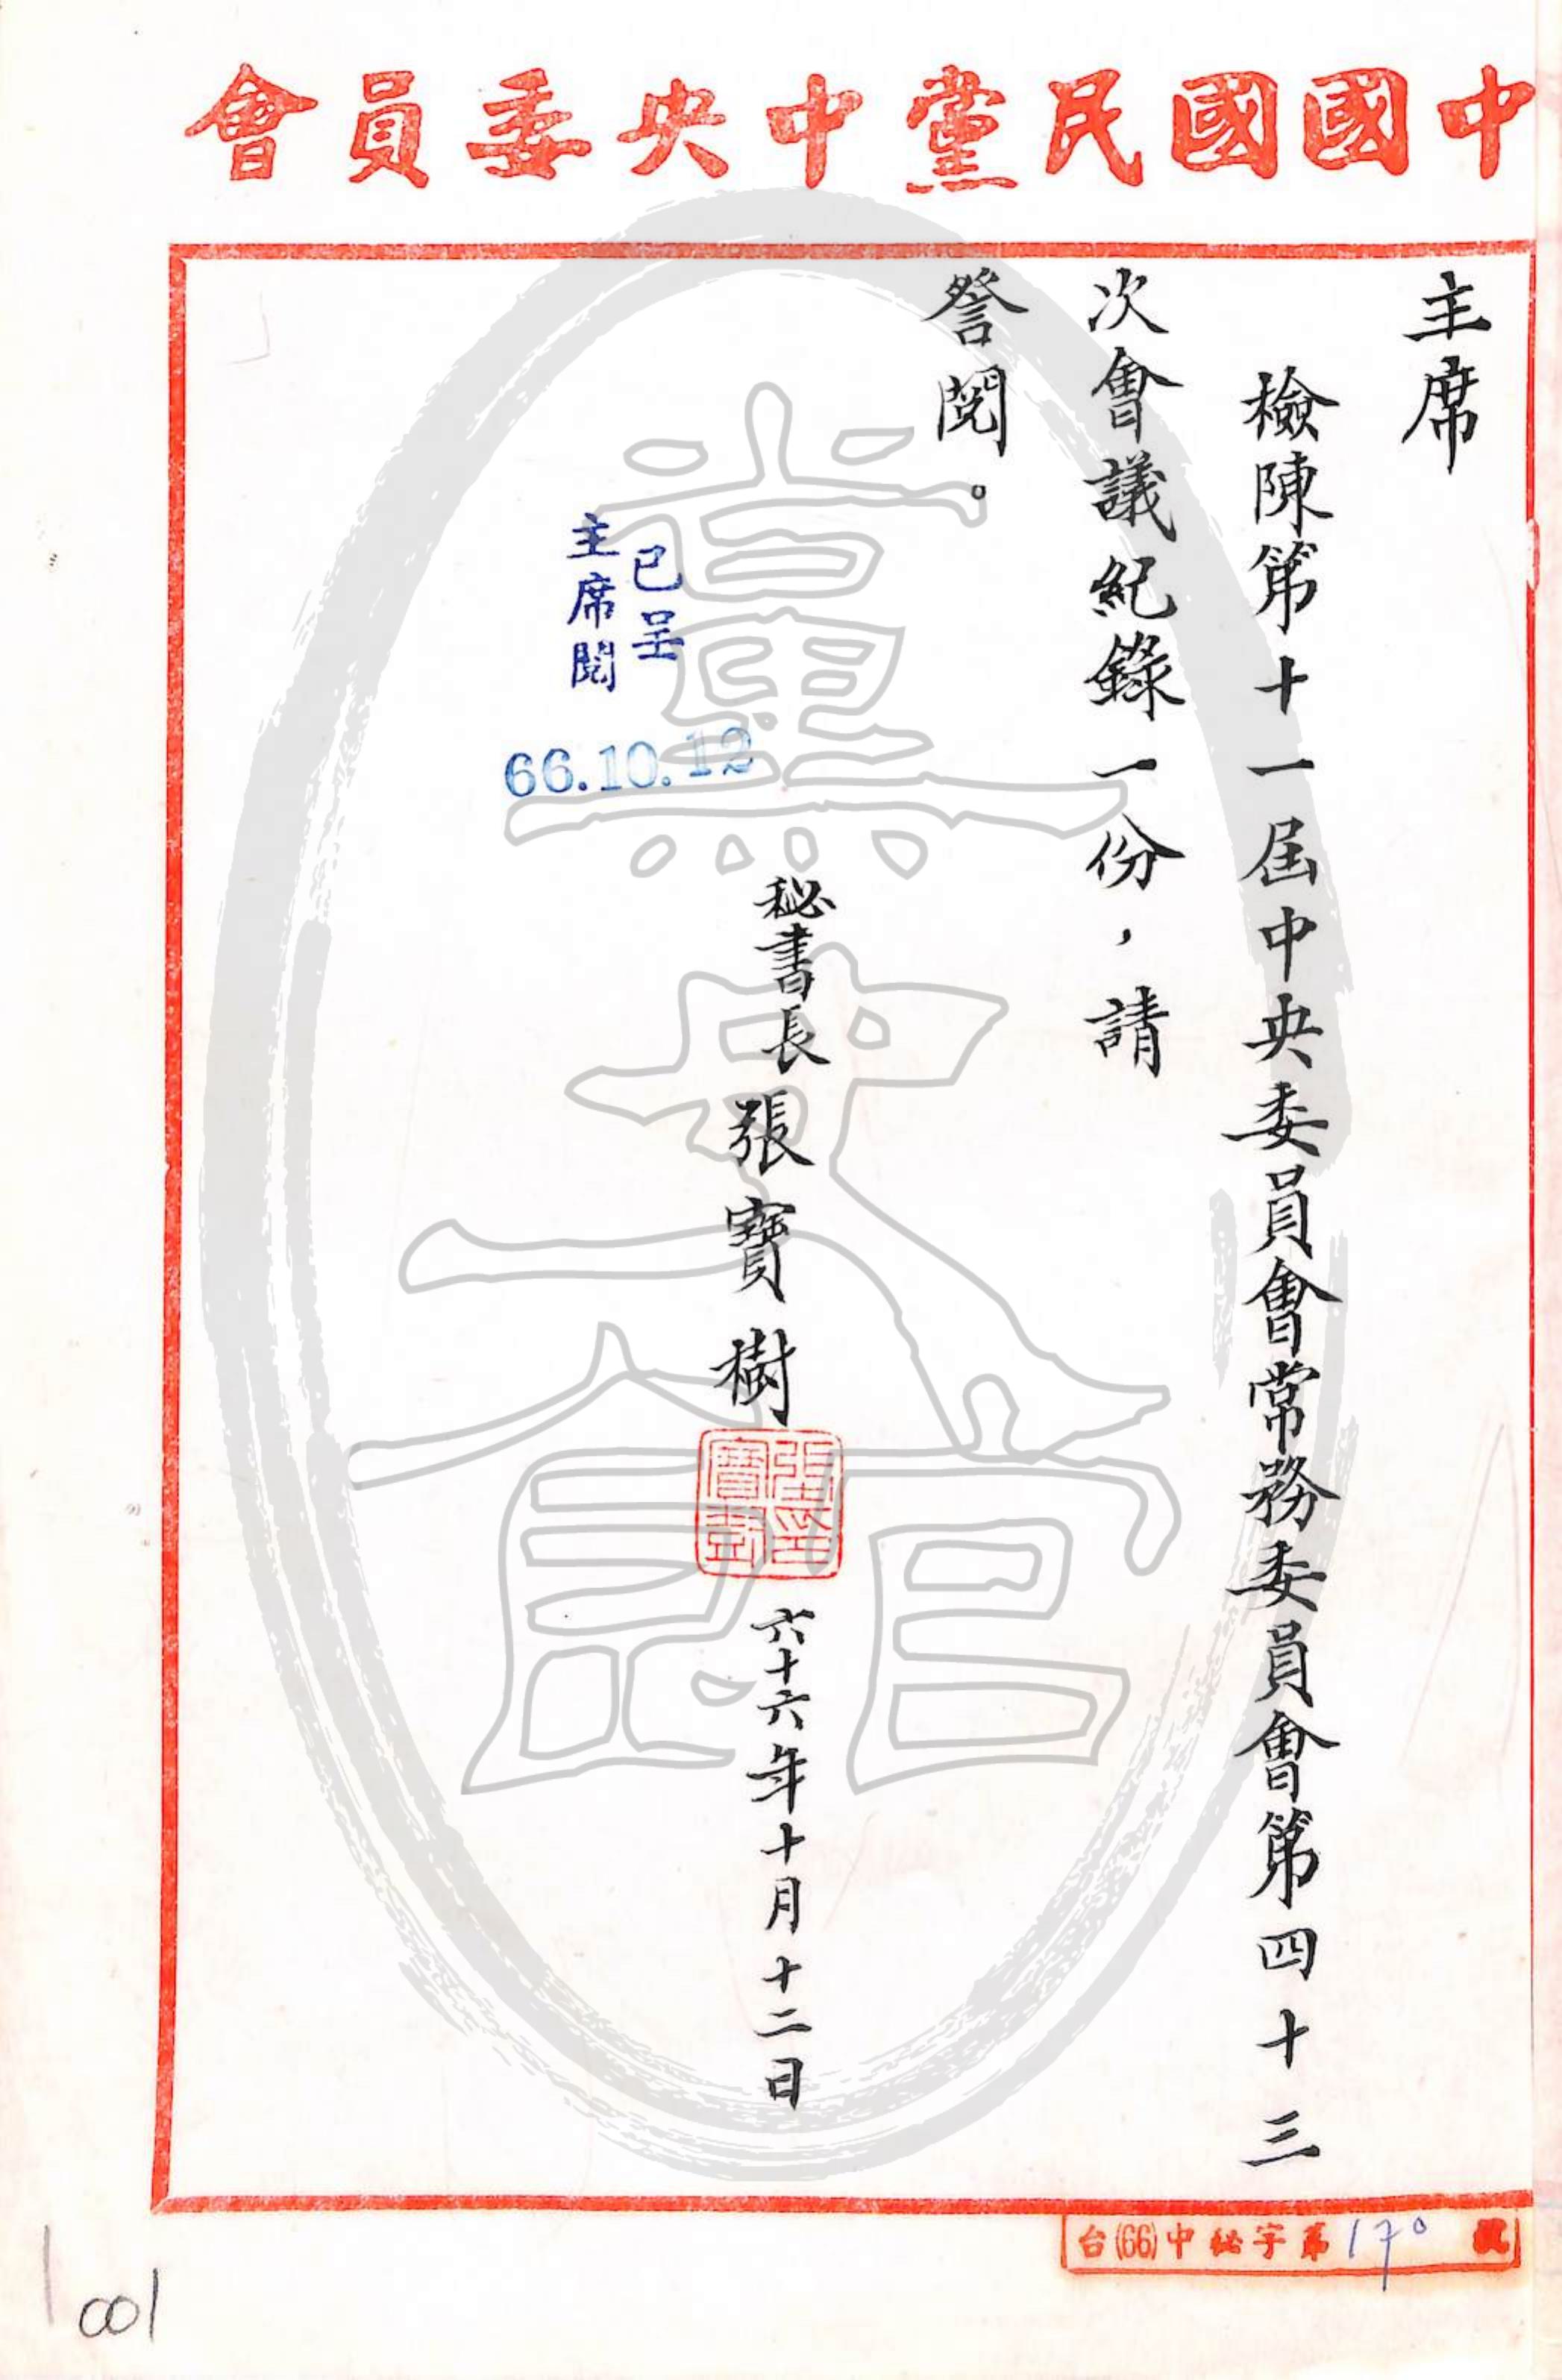 中國國民黨中央委員會
主席
檢陳第十一屆中央委員會常務委員會第四十三
次會議紀錄一份，請
詧閱。
秘書長張寶樹
張寶樹印
六十六年十月十二日
已呈
主席閱
66.10.12
台(66)中秘字第170號
001
黨史館